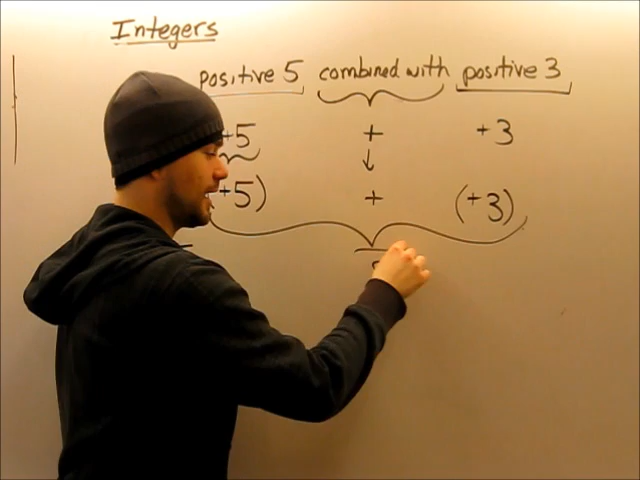 Integers
positive 5 combined with positive 3
+5 + +3
+5) + (+3)